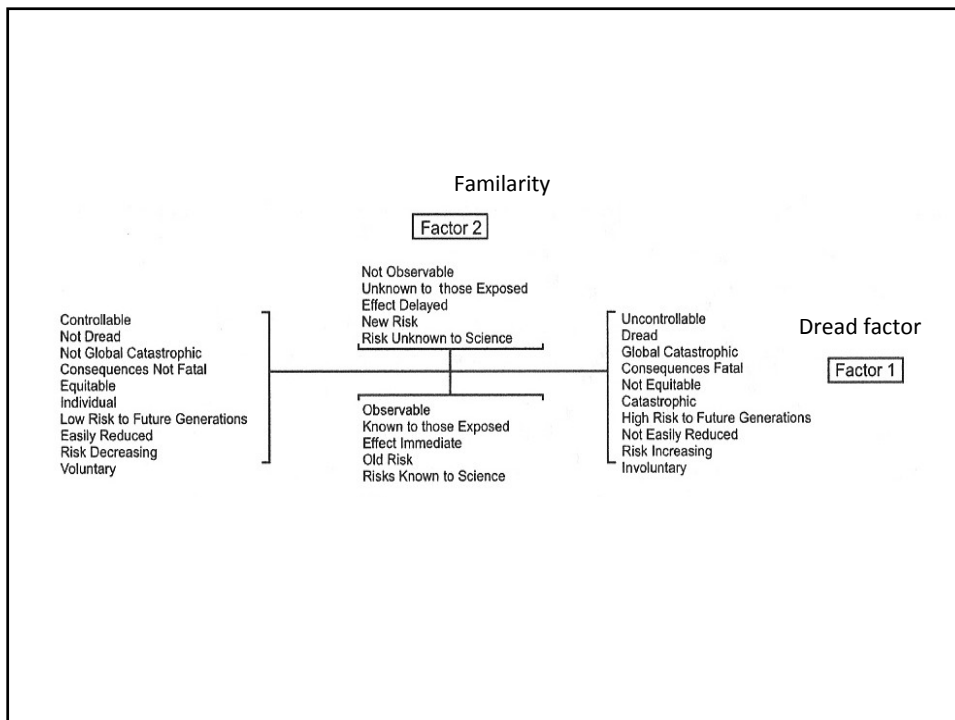 Familarity
Factor 2
Not Observable
Unknown to those Exposed
Effect Delayed
New Risk
Risk Unknown to Science
Controllable
Not Dread
Not Global Catastrophic
Consequences Not Fatal
Equitable
Individual
Low Risk to Future Generations
Easily Reduced
Risk Decreasing
Voluntary
Observable
Known to those Exposed
Effect Immediate
Old Risk
Risks Known to Science
Uncontrollable
Dread
Global Catastrophic
Consequences Fatal
Not Equitable
Catastrophic
High Risk to Future Generations
Not Easily Reduced
Risk Increasing
Involuntary
Dread factor
Factor 1